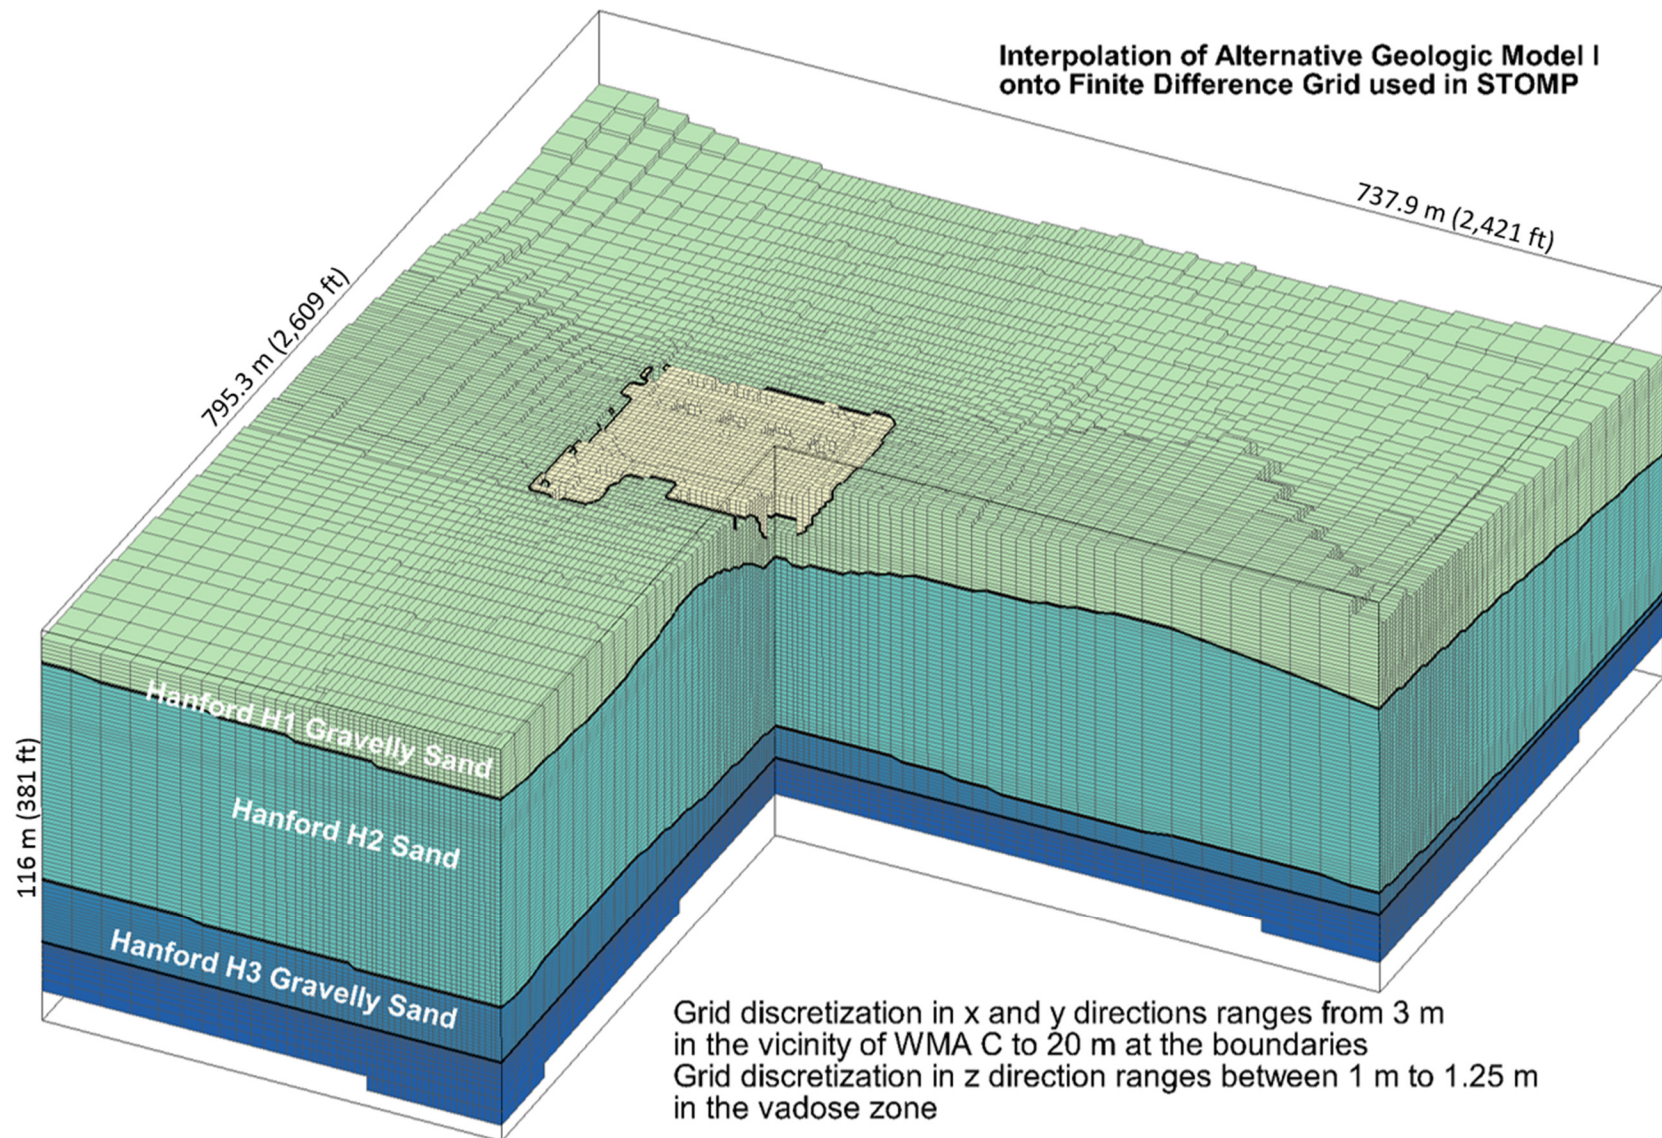 Interpolation of Alternative Geologic Model I
onto Finite Difference Grid used in STOMP
737.9 m (2,421 ft)
795.3 m (2,609 ft)
116 m (381 ft)
Hanford H1 Gravelly Sand
Hanford H2 Sand
Hanford H3 Gravelly Sand
Grid discretization in x and y directions ranges from 3 m
in the vicinity of WMA C to 20 m at the boundaries
Grid discretization in z direction ranges between 1 m to 1.25 m
in the vadose zone